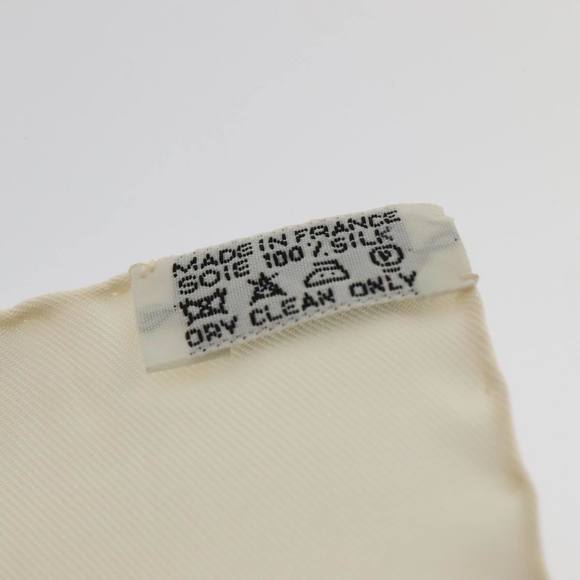 MADE IN FRANCE
SOIE 100% SILK
P
DRY CLEAN ONLY